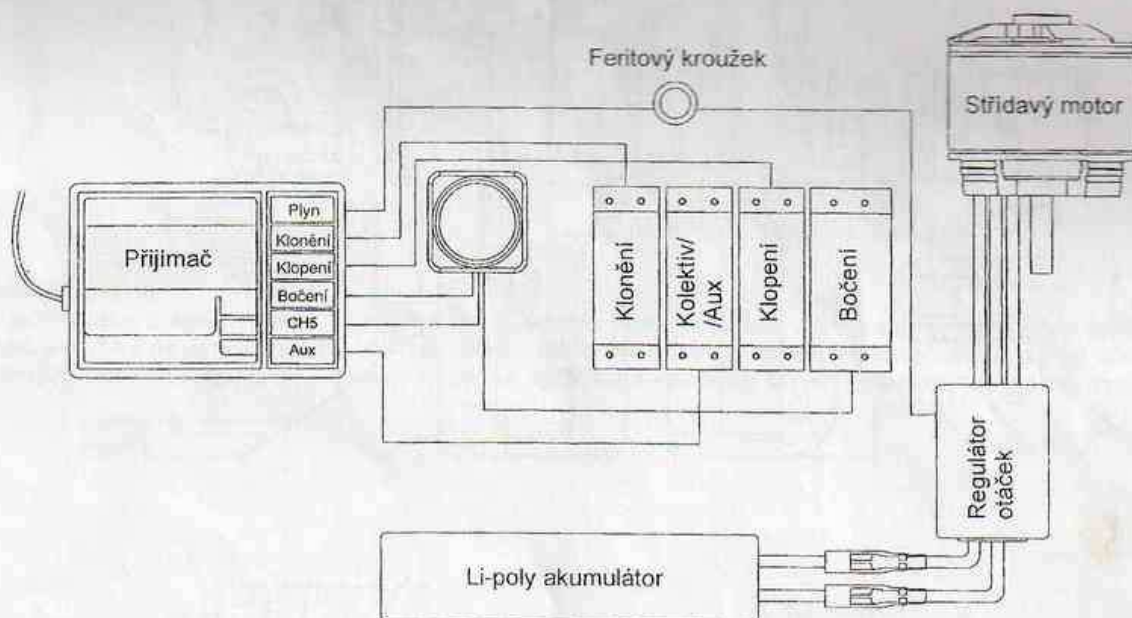 Feritový kroužek
Střídavý motor
Přijimač
Plyn
Klonění
Klopení
Bočení
CH5
Aux
Klonění
Kolektiv/
/Aux
Klopení
Bočení
Regulátor
otáček
Li-poly akumulátor